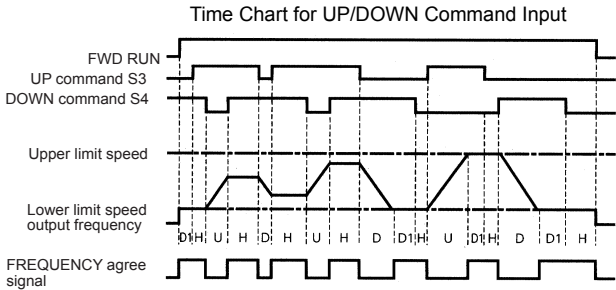 Time Chart for UP/DOWN Command Input
FWD RUN
UP command S3
DOWN command S4
Upper limit speed
Lower limit speed
output frequency
D1 H U H D H U H D D1 H U D1 H D D1 H
FREQUENCY agree
signal